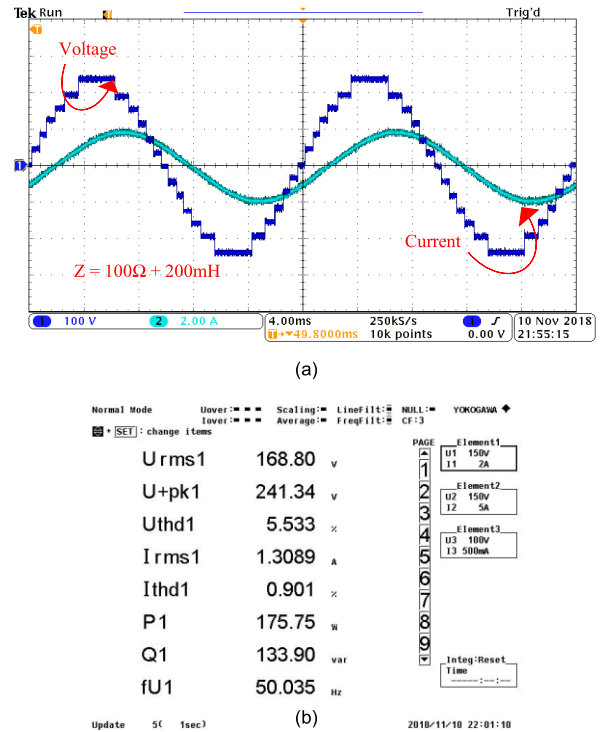 Tek Run Trig'd
T
Voltage
1
Current
Z = 100Ω + 200mH
1 100 V 2 2.00 A 4.00ms 250kS/s 1 10 Nov 2018
T→▼49.8000ms 10k points 0.00 V 21:55:15
(a)
Normal Mode Uover:- - - Scaling:- LineFilt: NULL:- YOKOGAWA ◆
Iover:- - - Average:- FreqFilt: CF:3
+ SET : change items
PAGE Element1
Urms1 168.80 V 1 U1 150V
I1 2A
U+pk1 241.34 V 2 Element2
U2 150V
Uthd1 5.533 % 3 I2 5A
Irms1 1.3089 A 4 Element3
U3 100V
5 I3 500mA
Ithd1 0.901 % 6
P1 175.75 W 7
8
Q1 133.90 var 9
Integ:Reset
Time
fU1 50.035 Hz -----:--:--
Update 5( 1sec) (b) 2018/11/10 22:01:10